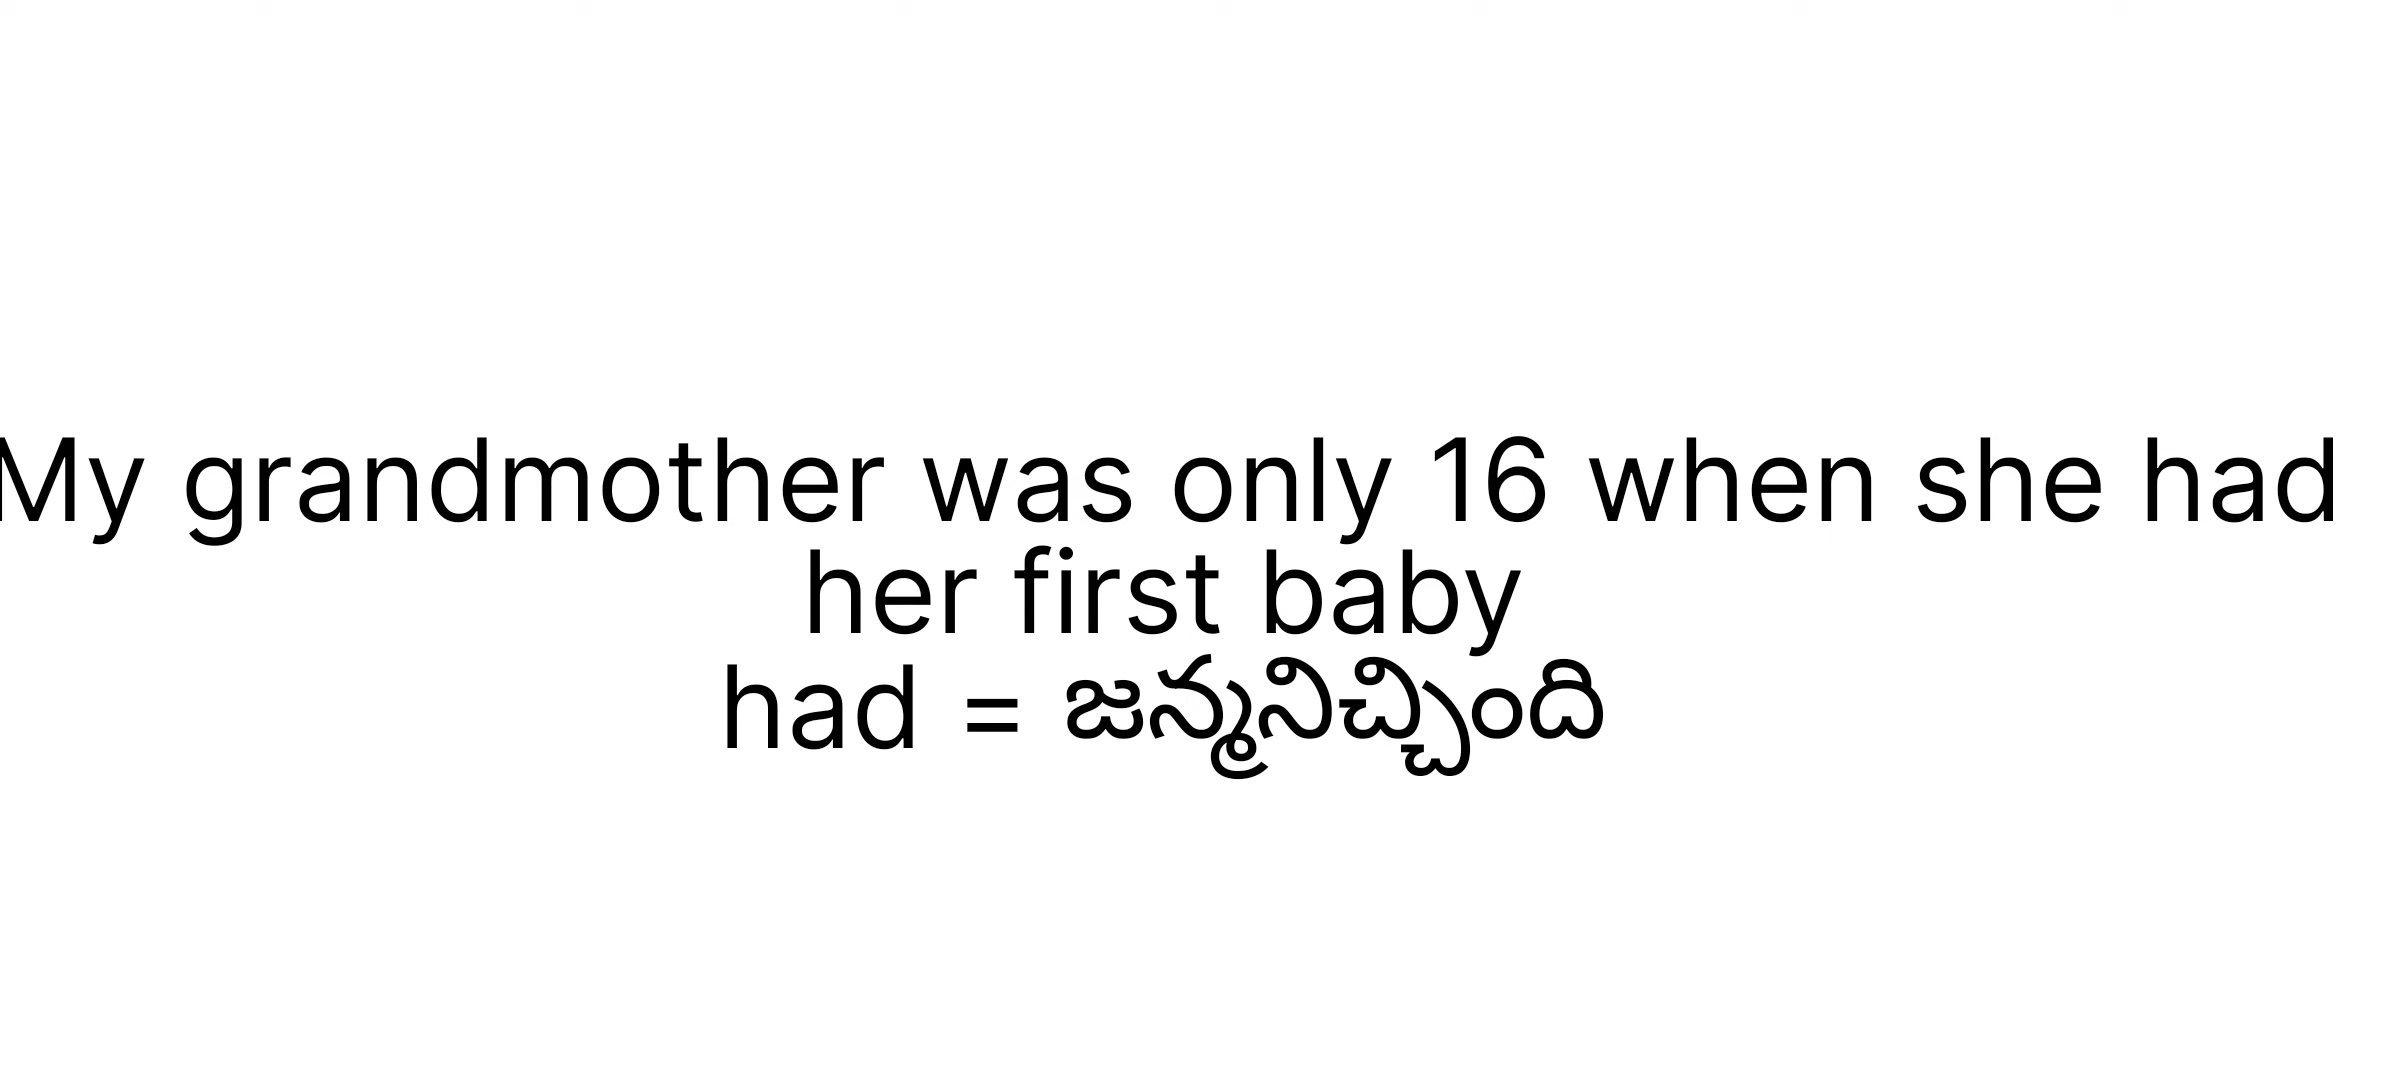 My grandmother was only 16 when she had
her first baby
had = జన్మనిచ్చింది